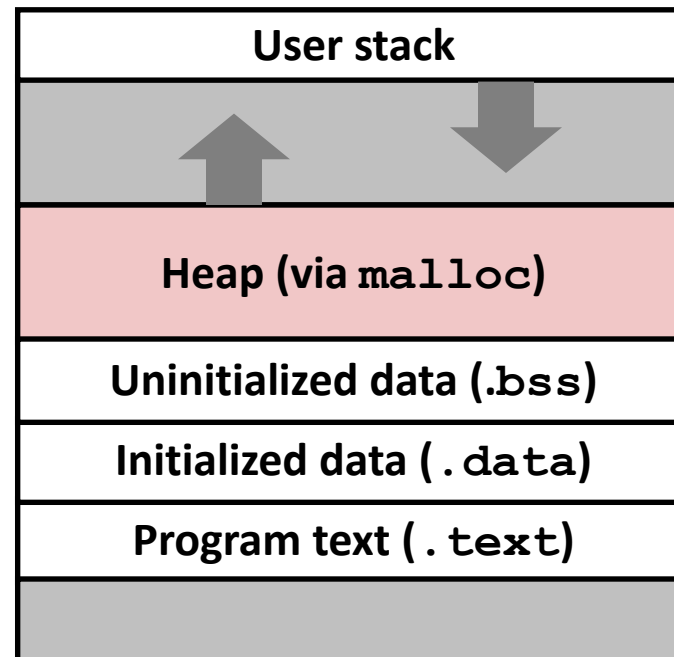 User stack
Heap (via malloc)
Uninitialized data (.bss)
Initialized data (.data)
Program text (.text)